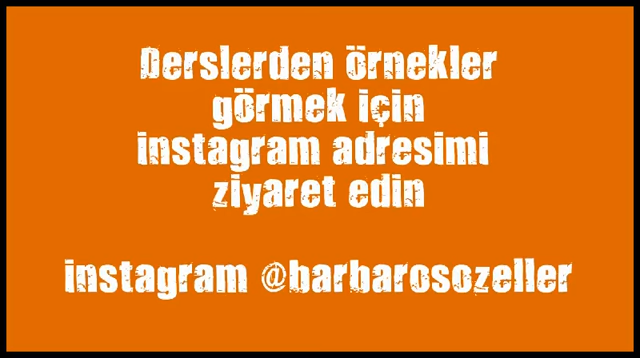 Derslerden örnekler
görmek için
instagram adresimi
ziyaret edin
instagram @barbarosozeller